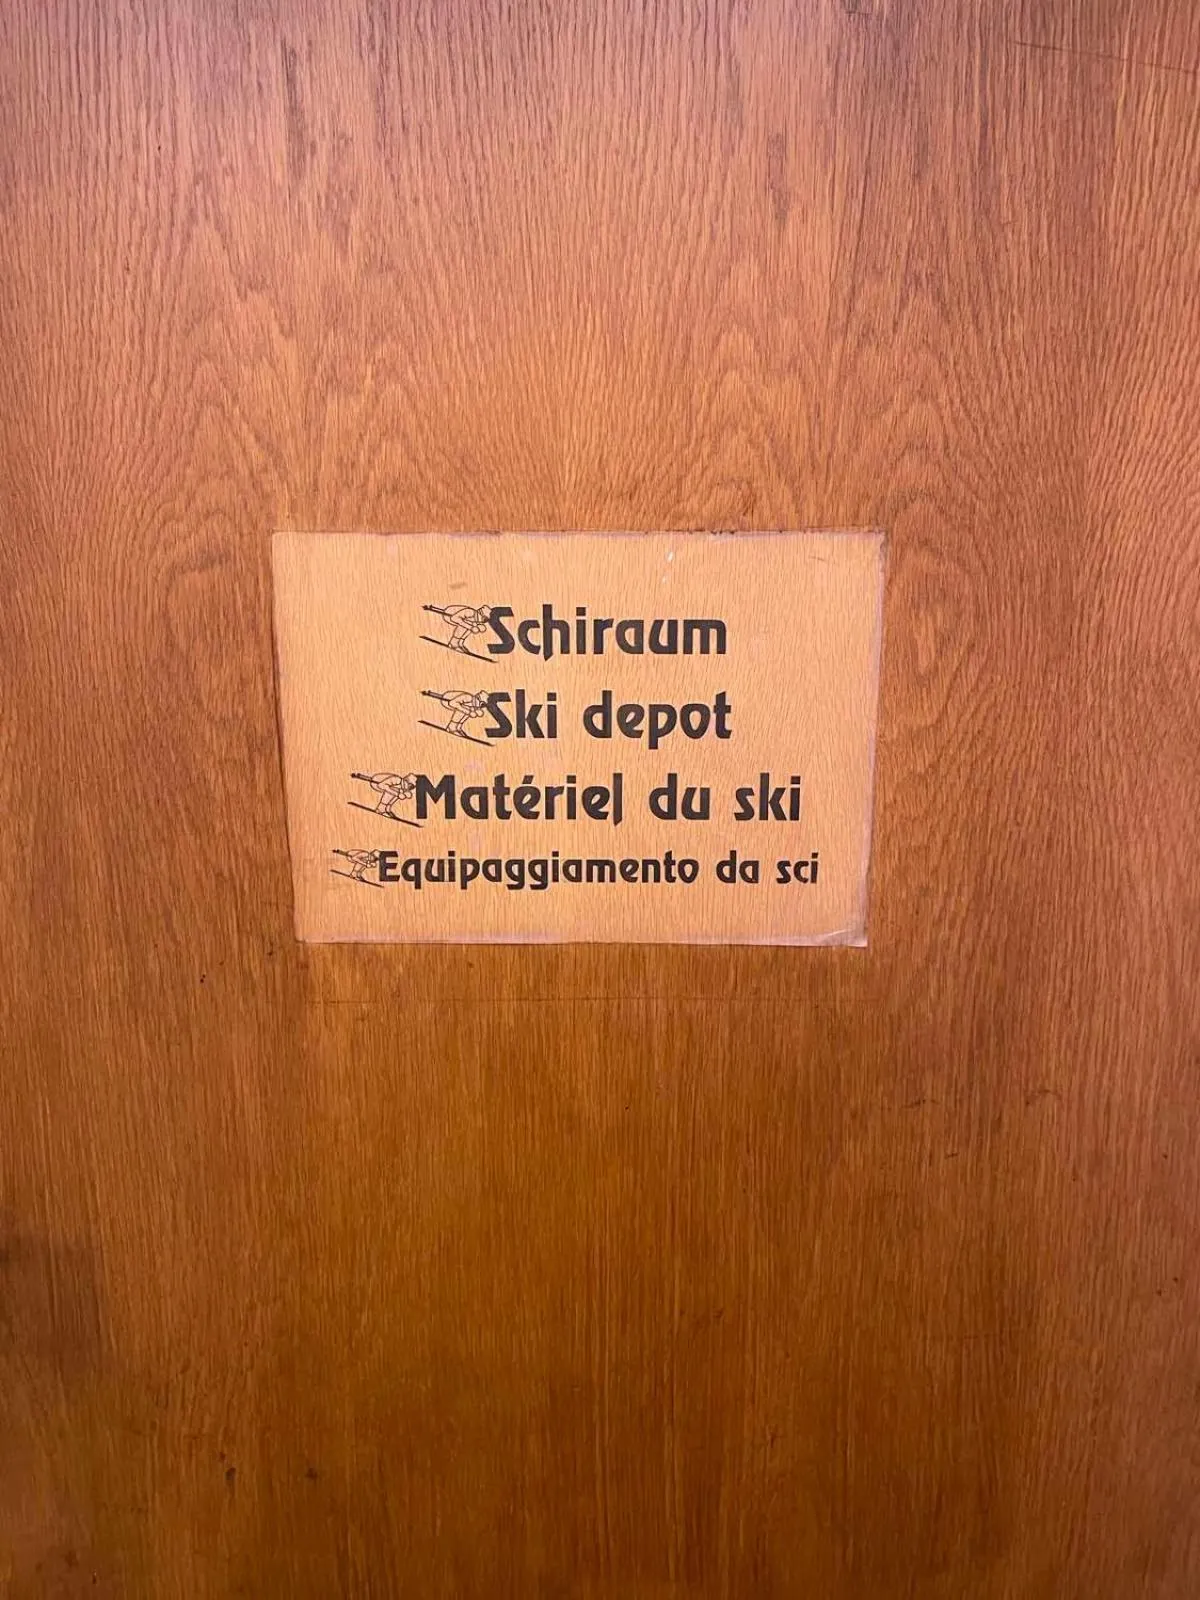 Schiraum
Ski depot
Matériel du ski
Equipaggiamento da sci